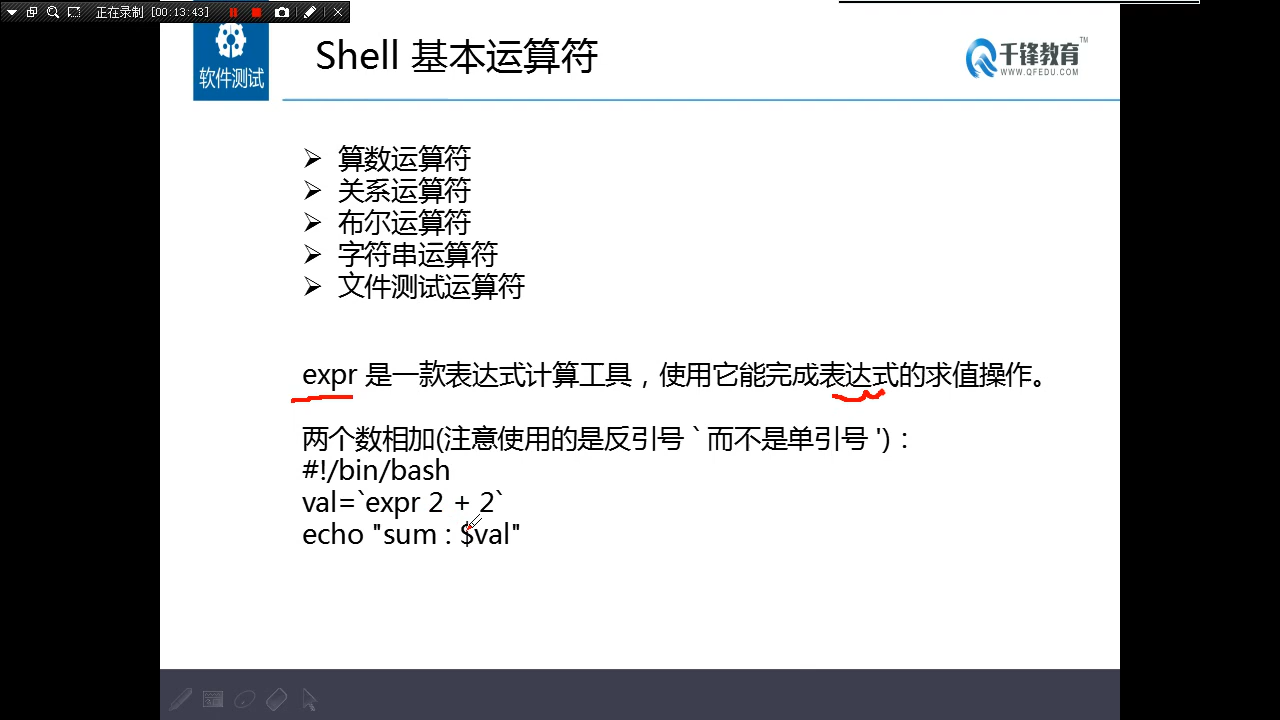 正在录制 [00:13:43]
软件测试
Shell 基本运算符
千锋教育 TM
WWW.QFEDU.COM
算数运算符
关系运算符
布尔运算符
字符串运算符
文件测试运算符
expr 是一款表达式计算工具，使用它能完成表达式的求值操作。
两个数相加(注意使用的是反引号 ` 而不是单引号 ')：
#!/bin/bash
val=`expr 2 + 2`
echo "sum : $val"